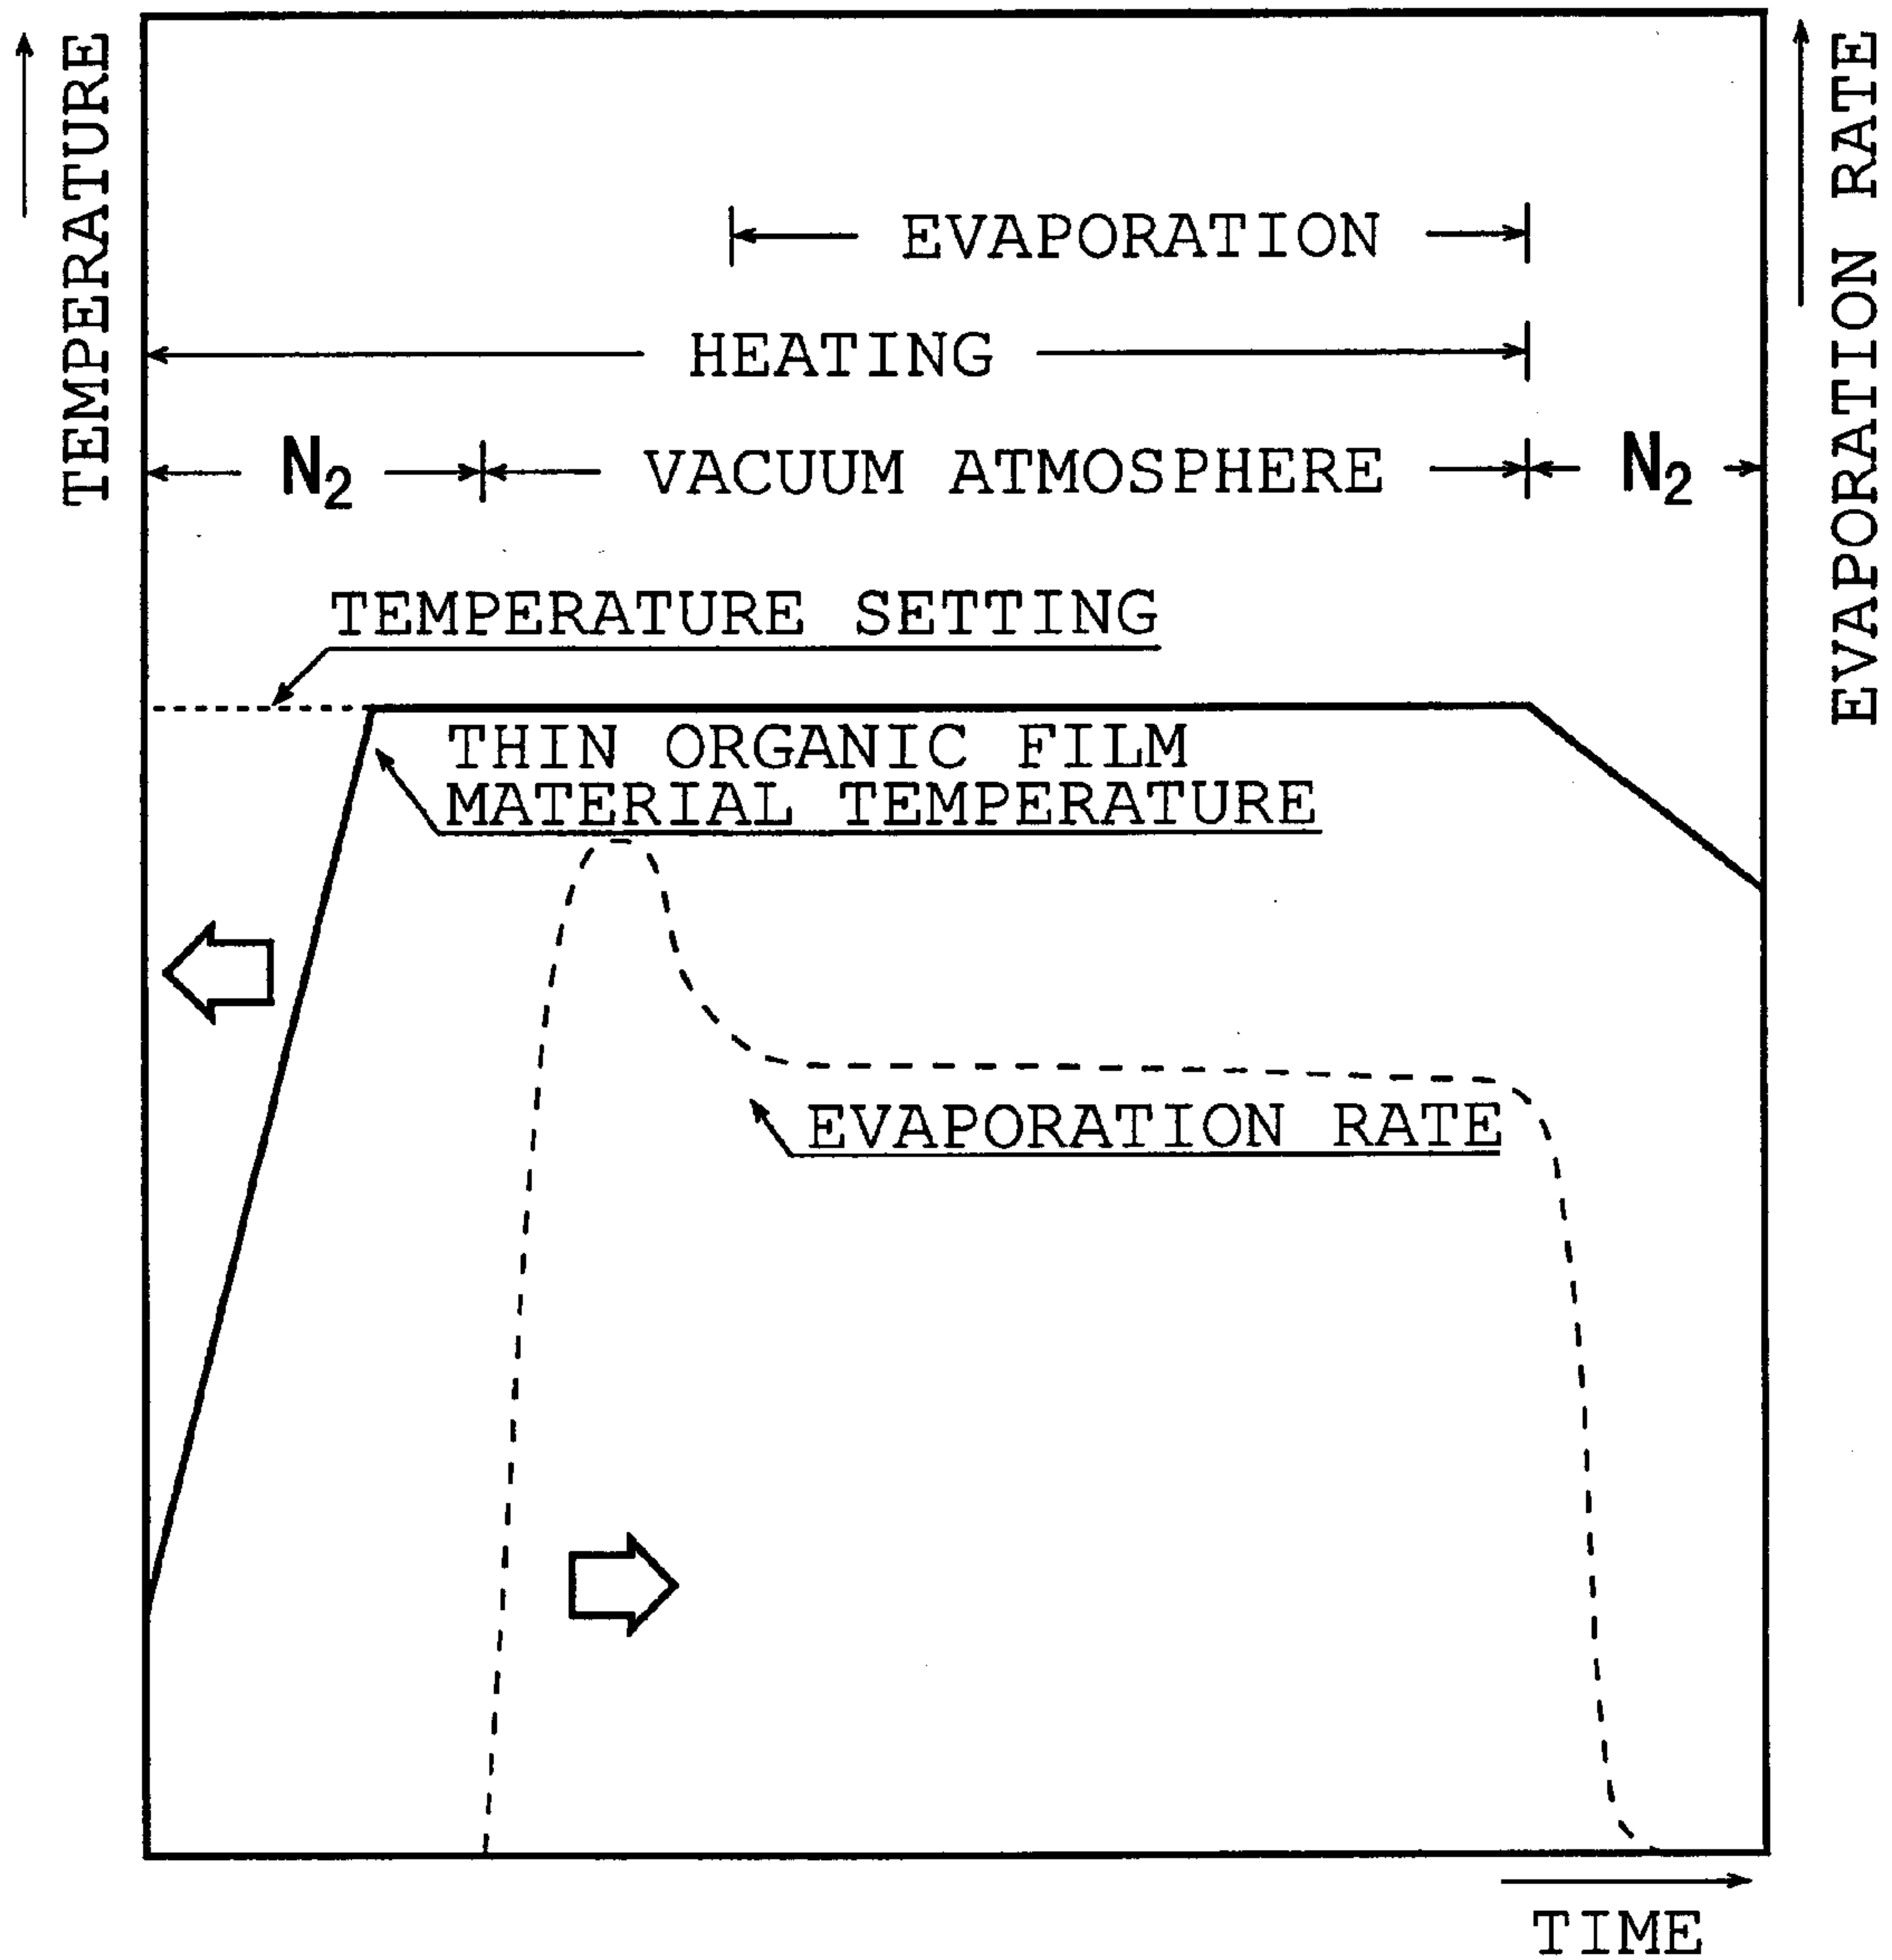 TEMPERATURE
EVAPORATION RATE
EVAPORATION
HEATING
N₂ VACUUM ATMOSPHERE N₂
TEMPERATURE SETTING
THIN ORGANIC FILM
MATERIAL TEMPERATURE
EVAPORATION RATE
TIME